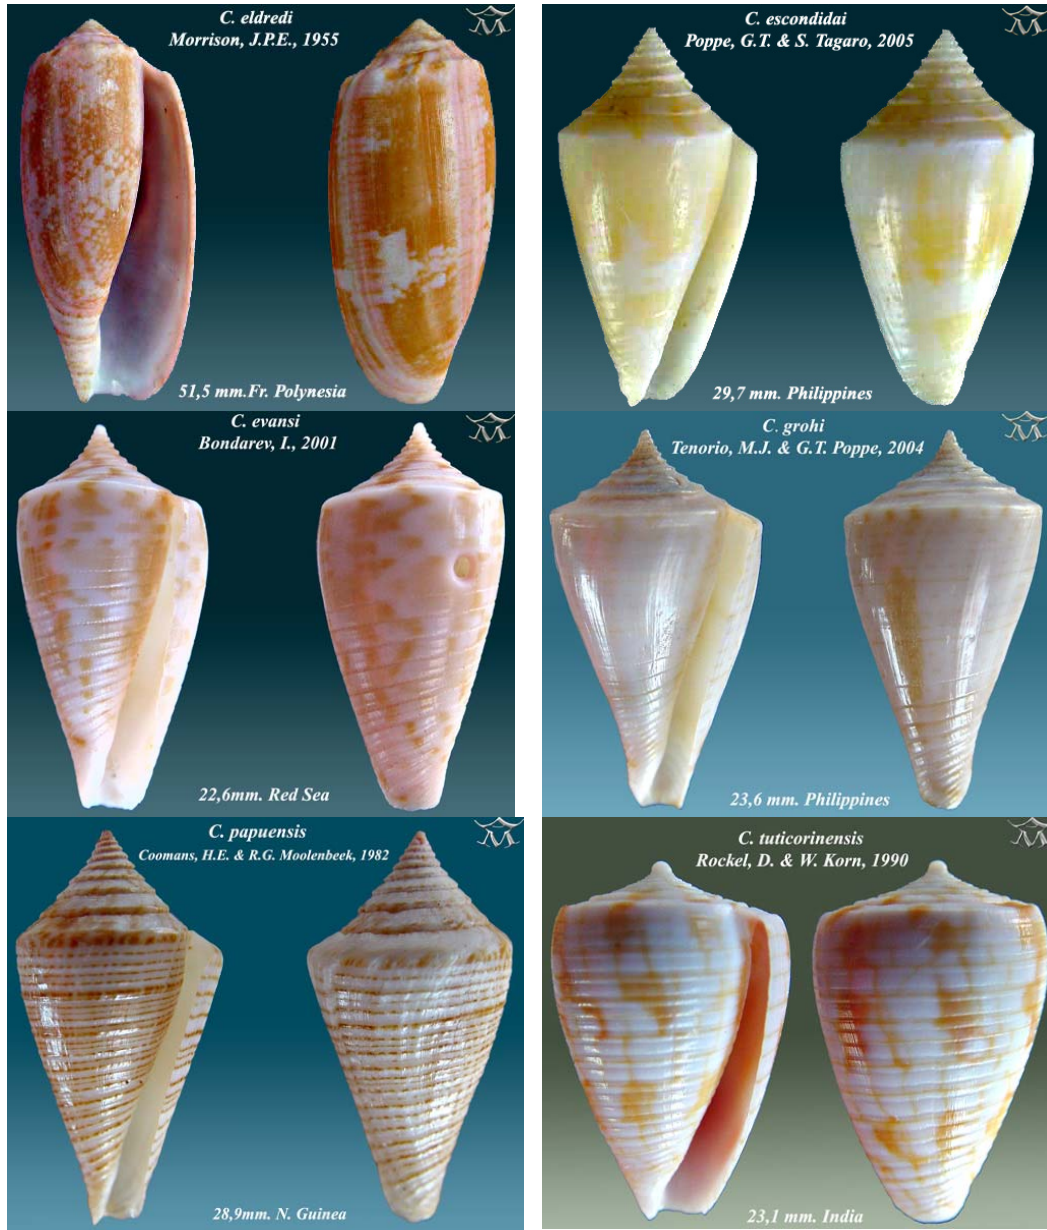 C. eldredi
Morrison, J.P.E., 1955
51,5 mm.Fr. Polynesia
C. escondidai
Poppe, G.T. & S. Tagaro, 2005
29,7 mm. Philippines
C. evansi
Bondarev, I., 2001
22,6mm. Red Sea
C. grohi
Tenorio, M.J. & G.T. Poppe, 2004
23,6 mm. Philippines
C. papuensis
Coomans, H.E. & R.G. Moolenbeek, 1982
28,9mm. N. Guinea
C. tuticorinensis
Rockel, D. & W. Korn, 1990
23,1 mm. India